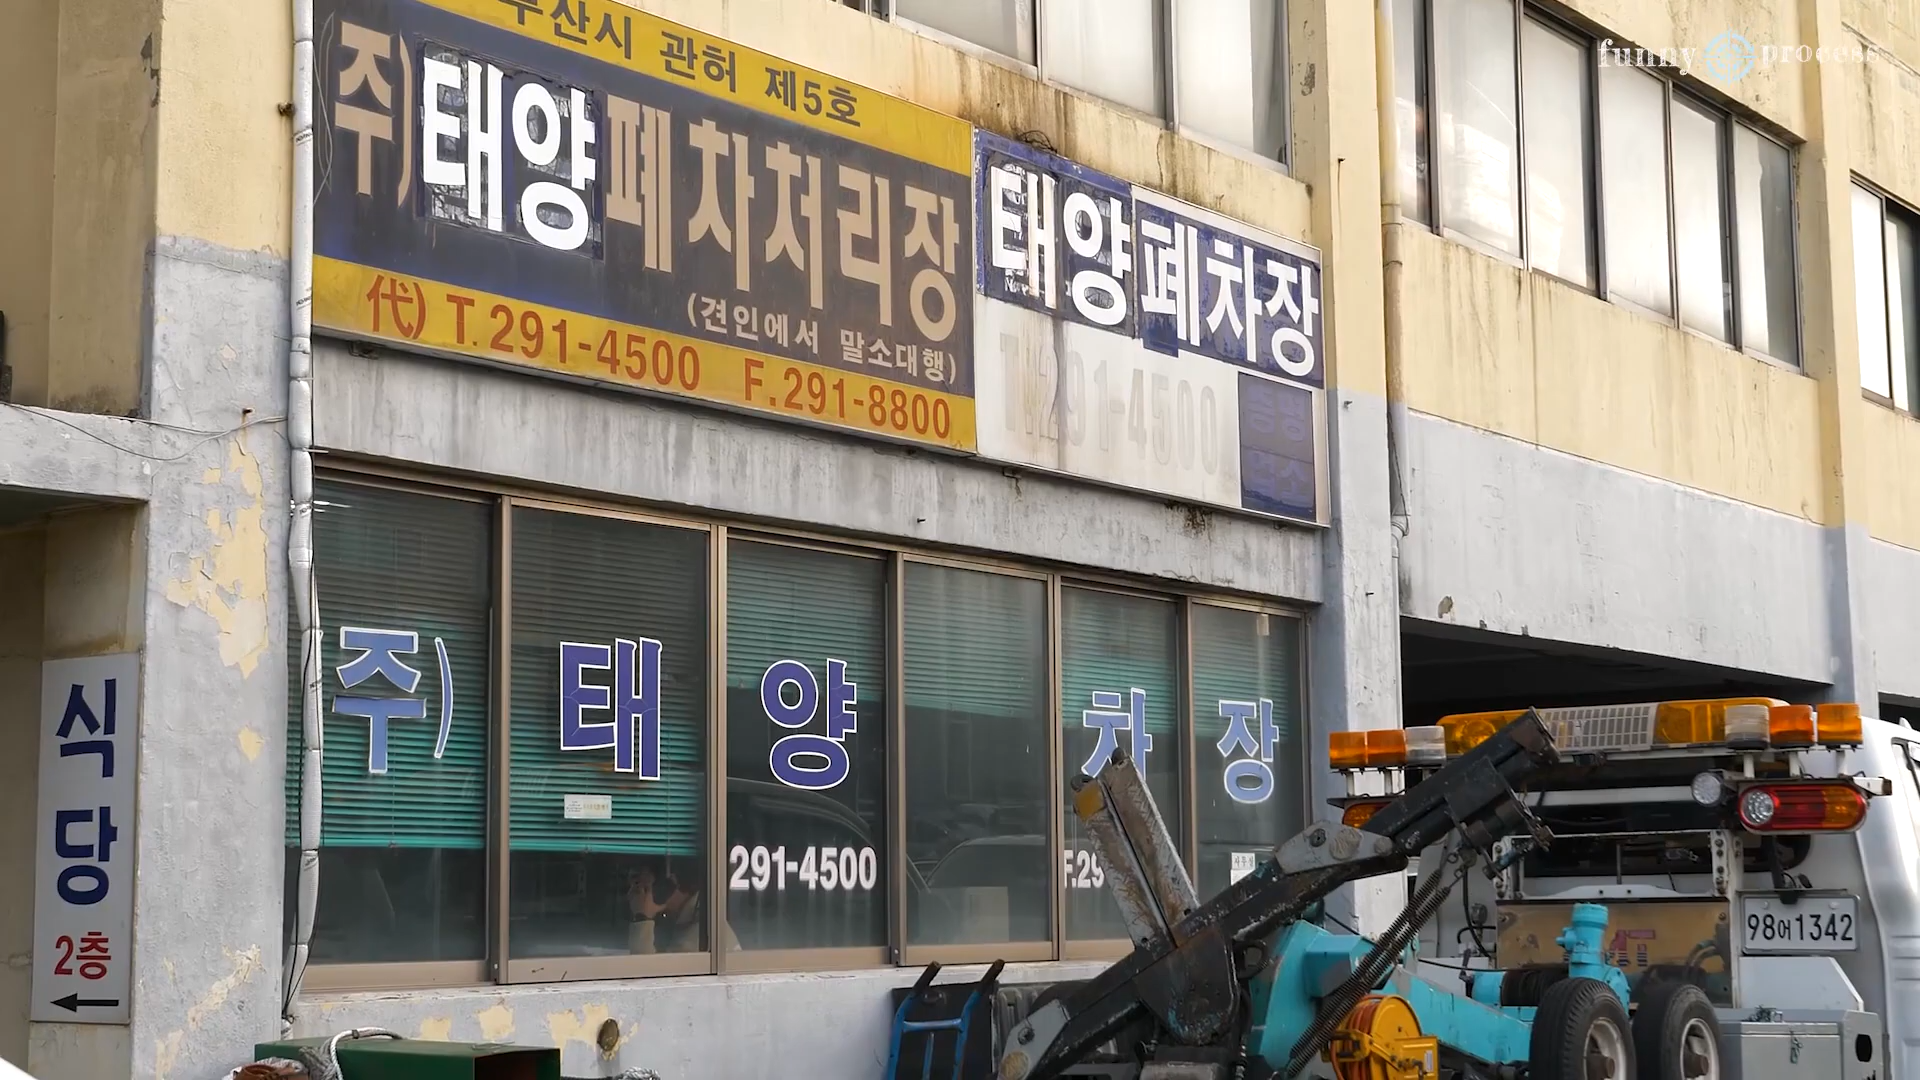 부산시 관허 제5호
주)태양폐차처리장
(견인에서 말소대행)
代) T.291-4500 F.291-8800
태양폐차장
T.291-4500
funny process
주) 태양 차장
291-4500
F.29
식당
2층
98어1342